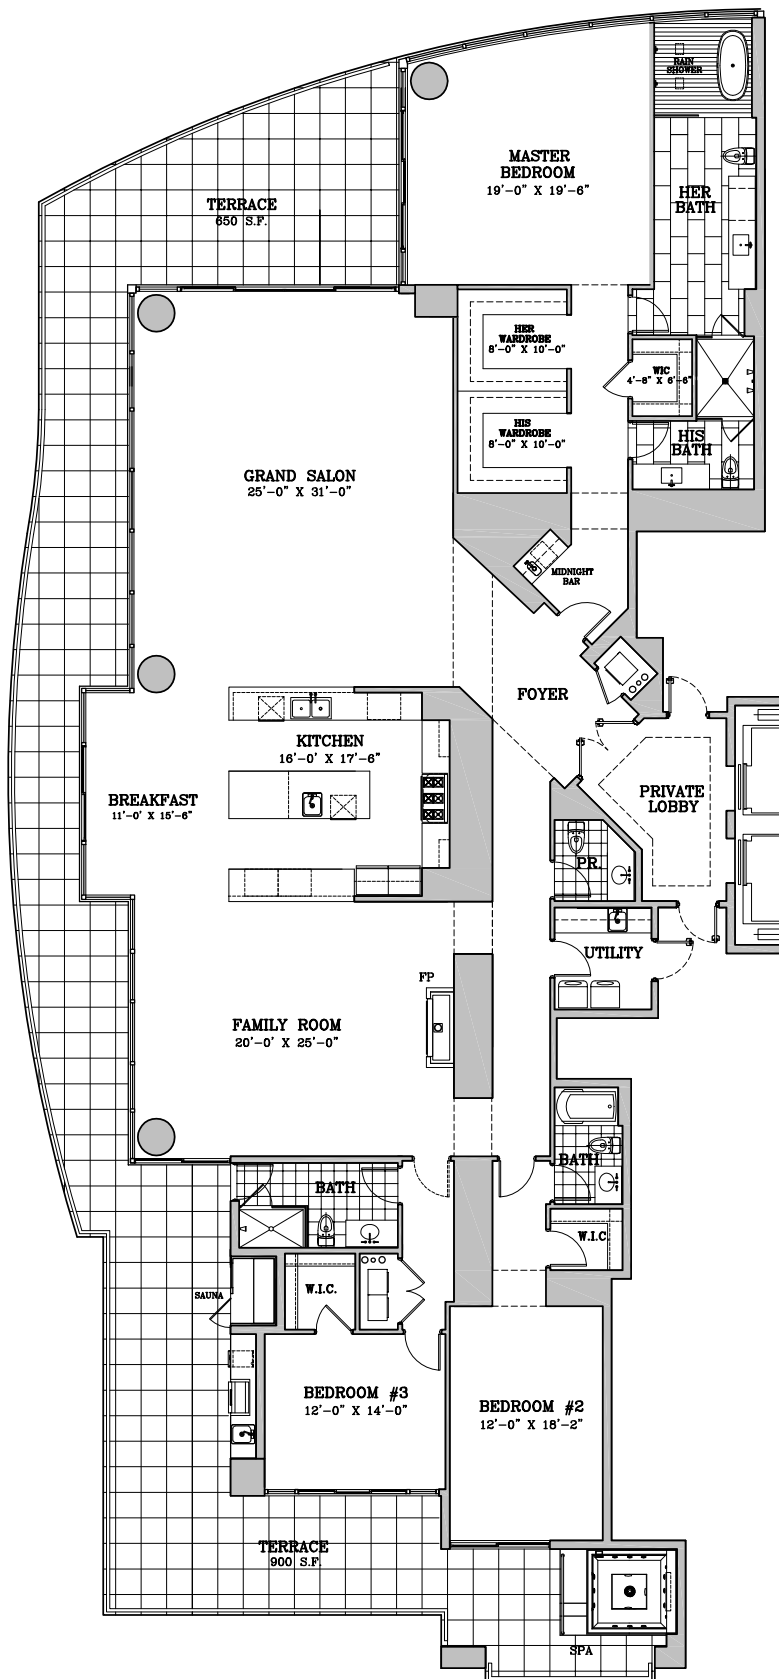 RAIN
SHOWER
MASTER
BEDROOM
19'-0" X 19'-6"
HER
BATH
TERRACE
650 S.F.
HER
WARDROBE
8'-0" X 10'-0"
WIC
4'-8" X 6'-6"
HIS
WARDROBE
8'-0" X 10'-0"
HIS
BATH
GRAND SALON
25'-0" X 31'-0"
MIDNIGHT
BAR
FOYER
KITCHEN
16'-0' X 17'-6"
BREAKFAST
11'-0' X 15'-6"
PRIVATE
LOBBY
PR.
UTILITY
FP
FAMILY ROOM
20'-0' X 25'-0"
BATH
BATH
W.I.C.
SAUNA
W.I.C.
BEDROOM #3
12'-0" X 14'-0"
BEDROOM #2
12'-0" X 18'-2"
TERRACE
900 S.F.
SPA